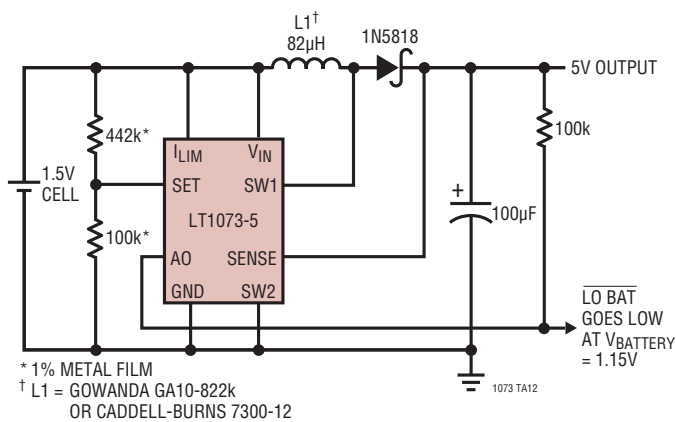 L1†
82µH
1N5818
5V OUTPUT
442k*
100k
ILIM
VIN
1.5V
CELL
SET
SW1
+
LT1073-5
100µF
100k*
AO
SENSE
GND
SW2
LO BAT
GOES LOW
AT VBATTERY
= 1.15V
* 1% METAL FILM
† L1 = GOWANDA GA10-822k
OR CADDELL-BURNS 7300-12
1073 TA12